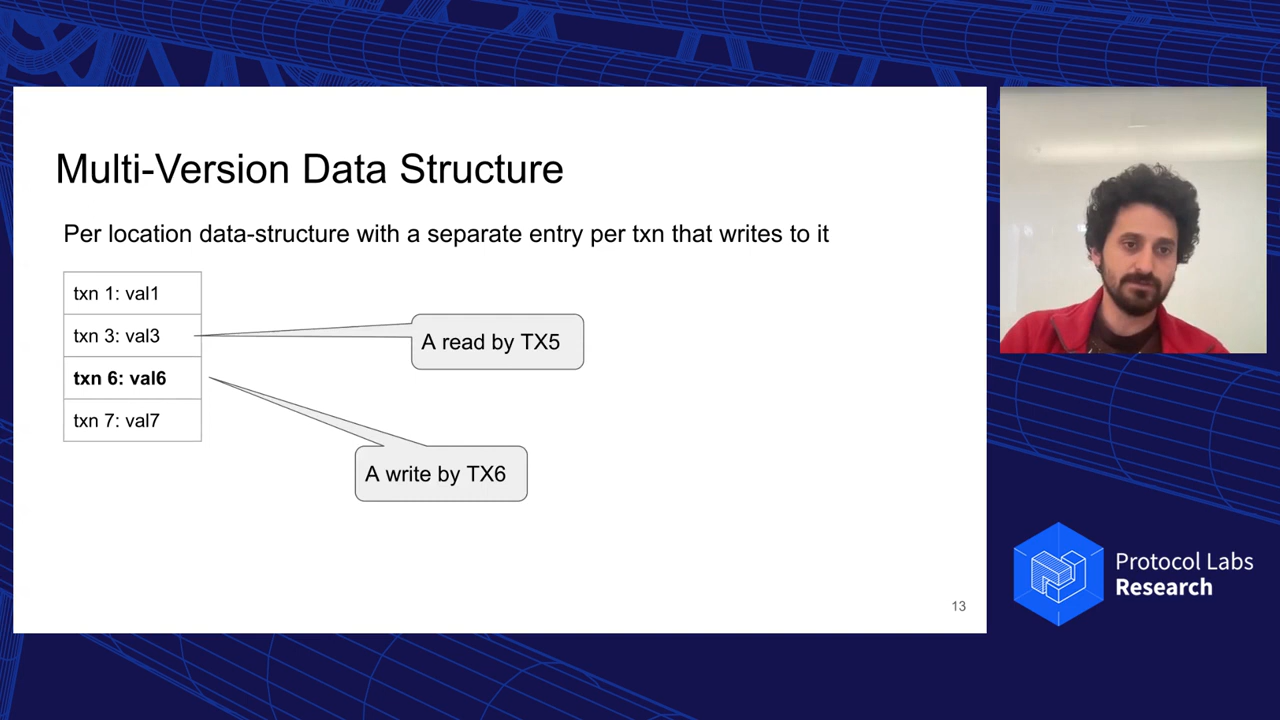 Multi-Version Data Structure
Per location data-structure with a separate entry per txn that writes to it
txn 1: val1
txn 3: val3
txn 6: val6
txn 7: val7
A read by TX5
A write by TX6
13
Protocol Labs
Research